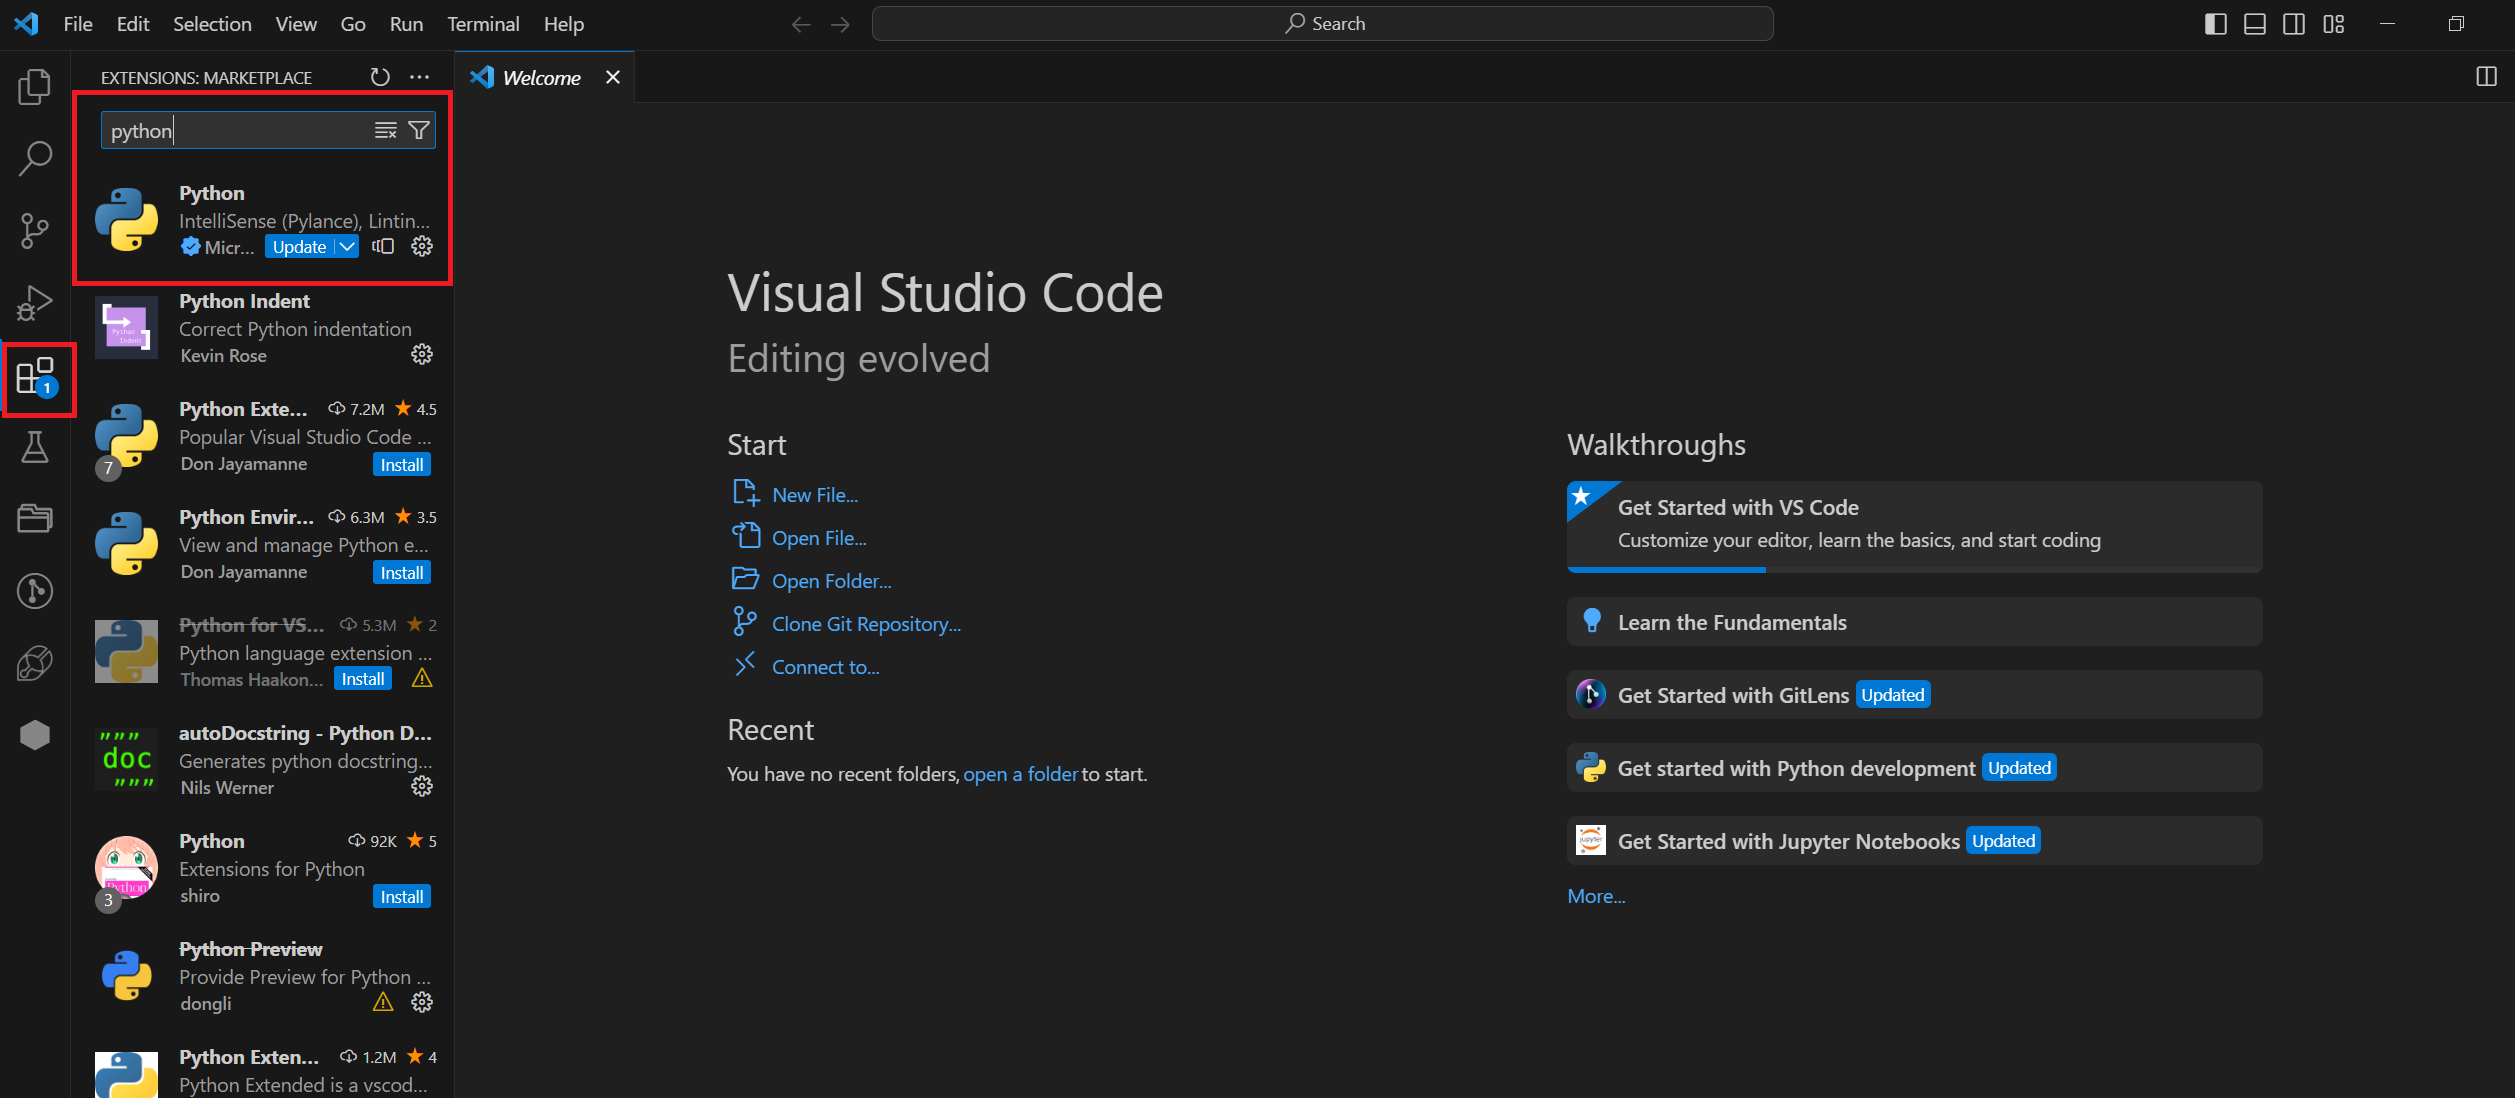 File Edit Selection View Go Run Terminal Help
Search
EXTENSIONS: MARKETPLACE
python
Python
IntelliSense (Pylance), Lintin...
Micr... Update
Python Indent
Correct Python indentation
Kevin Rose
Python Exte... 7.2M 4.5
Popular Visual Studio Code ...
7 Don Jayamanne Install
Python Envir... 6.3M 3.5
View and manage Python e...
Don Jayamanne Install
Python for VS... 5.3M 2
Python language extension ...
Thomas Haakon... Install
autoDocstring - Python D...
Generates python docstring...
Nils Werner
""" doc """
Python 92K 5
Extensions for Python
3 shiro Install
Python
Python Preview
Provide Preview for Python ...
dongli
Python Exten... 1.2M 4
Python Extended is a vscod...
1
Welcome
Visual Studio Code
Editing evolved
Start
New File...
Open File...
Open Folder...
Clone Git Repository...
Connect to...
Recent
You have no recent folders, open a folder to start.
Walkthroughs
Get Started with VS Code
Customize your editor, learn the basics, and start coding
Learn the Fundamentals
Get Started with GitLens Updated
Get started with Python development Updated
jupyter
Get Started with Jupyter Notebooks Updated
More...